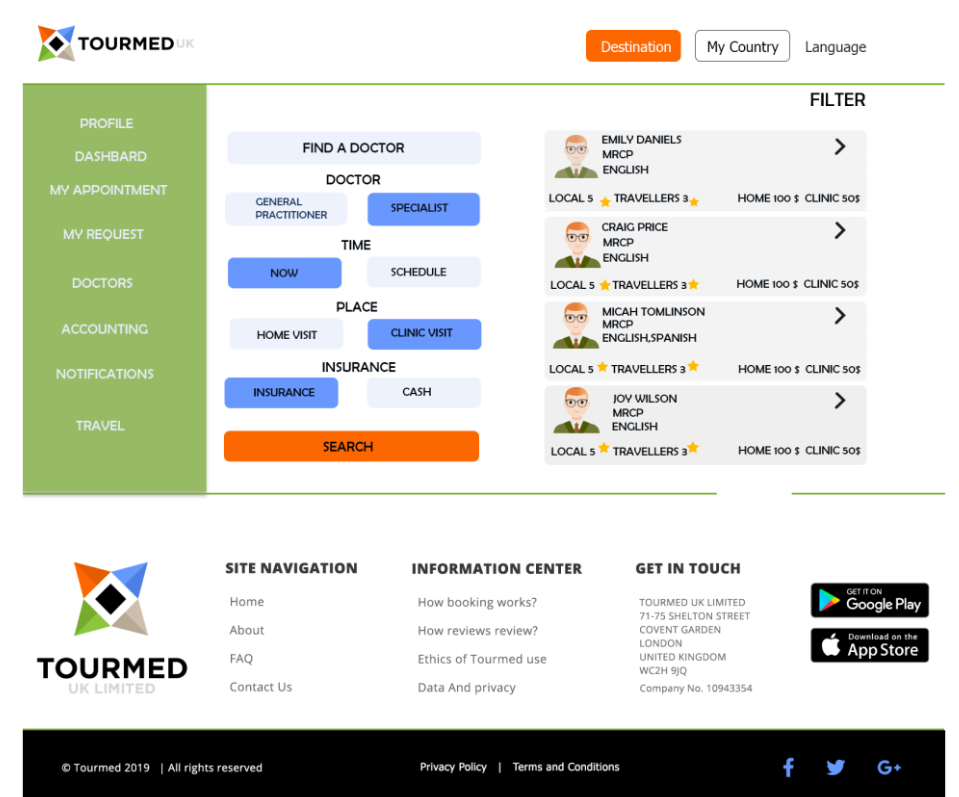 TOURMED UK
Destination
My Country
Language
FILTER
PROFILE
DASHBARD
MY APPOINTMENT
MY REQUEST
DOCTORS
ACCOUNTING
NOTIFICATIONS
TRAVEL
FIND A DOCTOR
DOCTOR
GENERAL
PRACTITIONER
SPECIALIST
TIME
NOW
SCHEDULE
PLACE
HOME VISIT
CLINIC VISIT
INSURANCE
INSURANCE
CASH
SEARCH
EMILY DANIELS
MRCP
ENGLISH
LOCAL 5 TRAVELLERS 3 HOME 100 $ CLINIC 50$
CRAIG PRICE
MRCP
ENGLISH
LOCAL 5 TRAVELLERS 3 HOME 100 $ CLINIC 50$
MICAH TOMLINSON
MRCP
ENGLISH,SPANISH
LOCAL 5 TRAVELLERS 3 HOME 100 $ CLINIC 50$
JOY WILSON
MRCP
ENGLISH
LOCAL 5 TRAVELLERS 3 HOME 100 $ CLINIC 50$
TOURMED
UK LIMITED
SITE NAVIGATION
Home
About
FAQ
Contact Us
INFORMATION CENTER
How booking works?
How reviews review?
Ethics of Tourmed use
Data And privacy
GET IN TOUCH
TOURMED UK LIMITED
71-75 SHELTON STREET
COVENT GARDEN
LONDON
UNITED KINGDOM
WC2H 9JQ
Company No. 10943354
GET IT ON
Google Play
Download on the
App Store
© Tourmed 2019 | All rights reserved
Privacy Policy | Terms and Conditions
f
G+